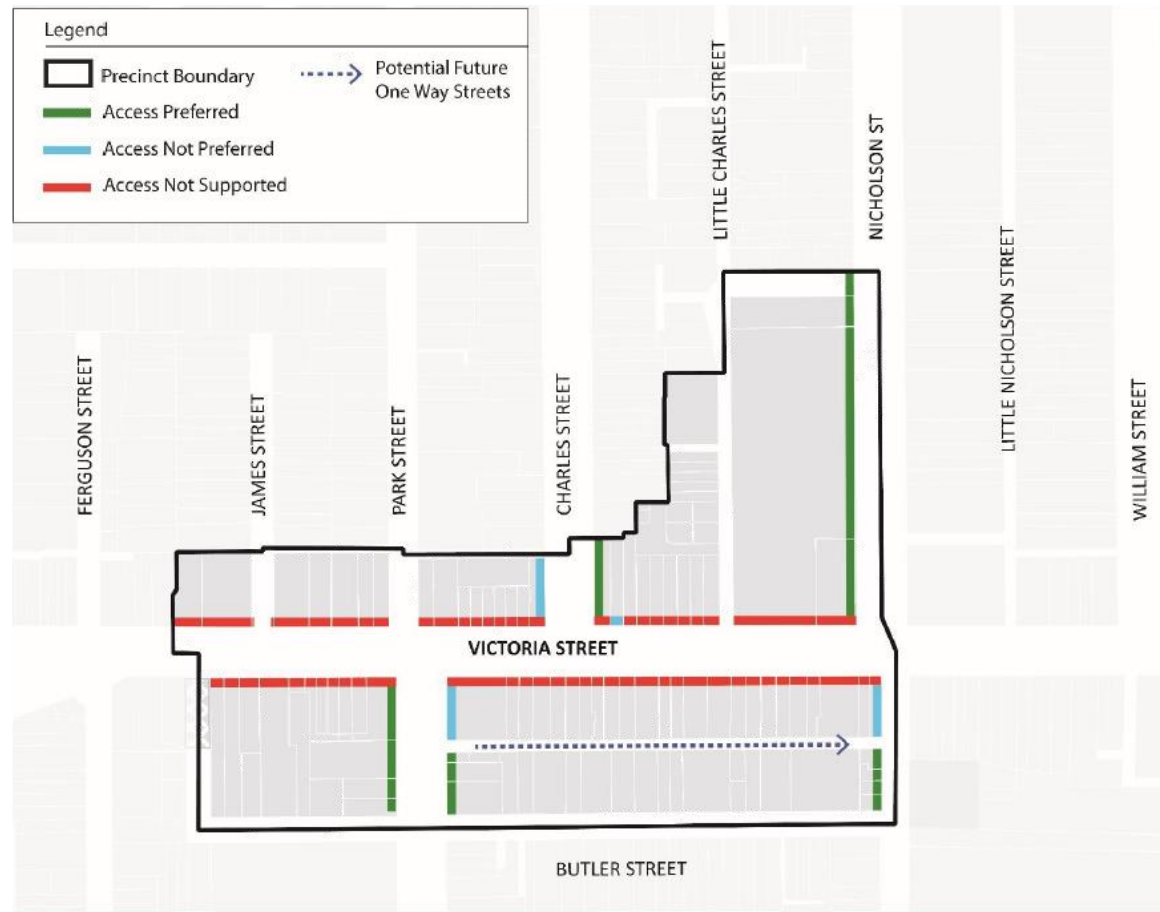 Legend
Precinct Boundary
Potential Future
One Way Streets
Access Preferred
Access Not Preferred
Access Not Supported
LITTLE CHARLES STREET
NICHOLSON ST
LITTLE NICHOLSON STREET
FERGUSON STREET
JAMES STREET
PARK STREET
CHARLES STREET
WILLIAM STREET
VICTORIA STREET
BUTLER STREET